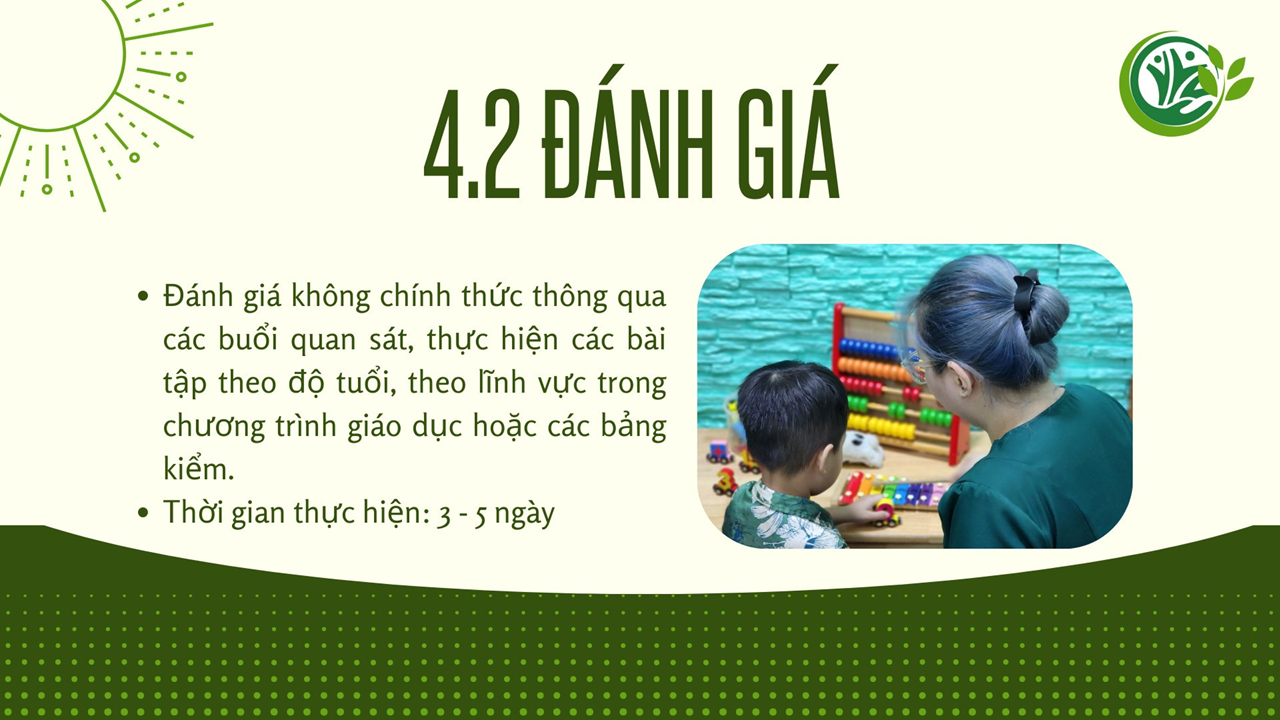 4.2 ĐÁNH GIÁ
• Đánh giá không chính thức thông qua
các buổi quan sát, thực hiện các bài
tập theo độ tuổi, theo lĩnh vực trong
chương trình giáo dục hoặc các bảng
kiểm.
• Thời gian thực hiện: 3 - 5 ngày